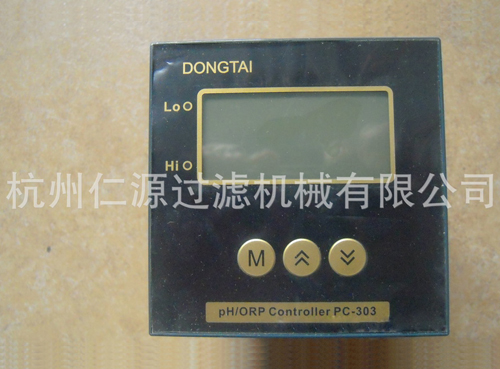 DONGTAI
Lo
Hi
杭州仁源过滤机械有限公司
M
pH/ORP Controller PC-303